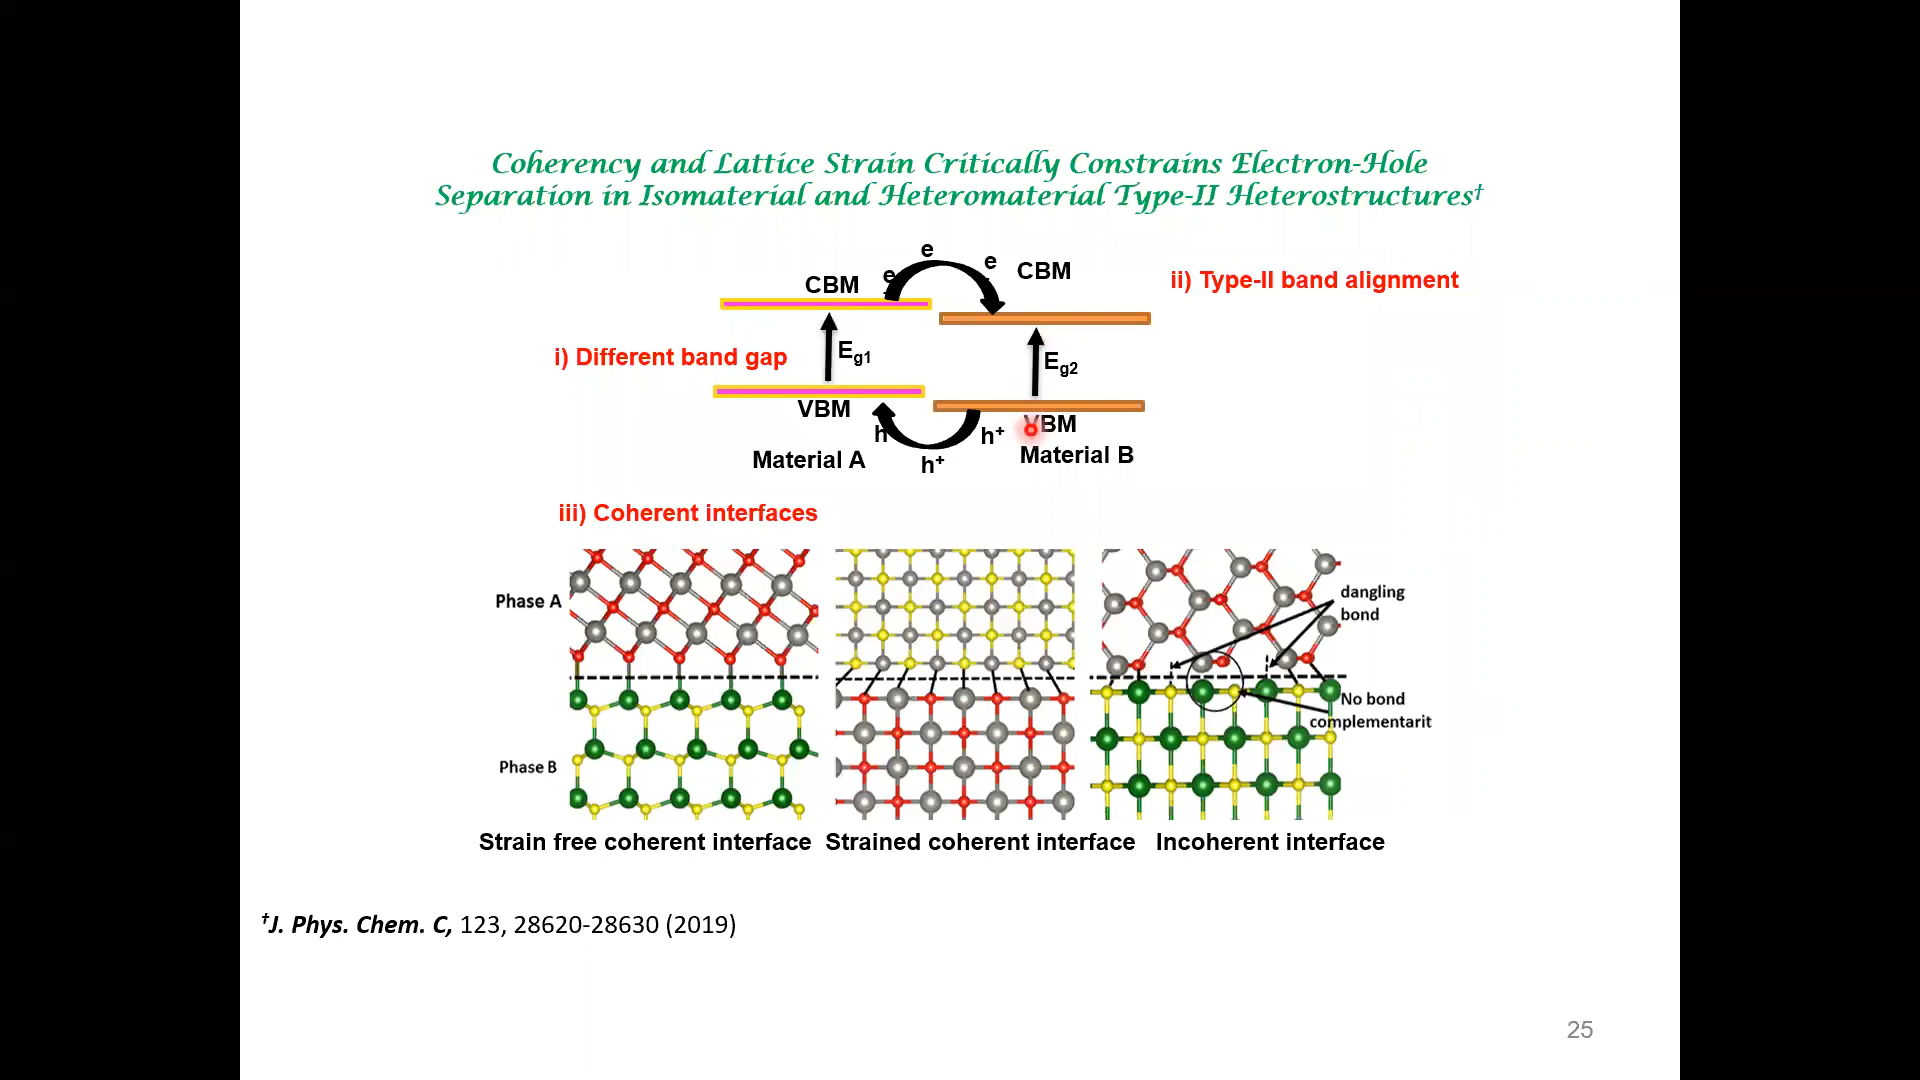 Coherency and Lattice Strain Critically Constrains Electron-Hole
Separation in Isomaterial and Heteromaterial Type-II Heterostructures†
e
e
e
CBM
CBM
ii) Type-II band alignment
i) Different band gap
Eg1
Eg2
VBM
VBM
h
h+
h+
Material A
Material B
iii) Coherent interfaces
Phase A
dangling
bond
No bond
complementarit
Phase B
Strain free coherent interface
Strained coherent interface
Incoherent interface
†J. Phys. Chem. C, 123, 28620-28630 (2019)
25